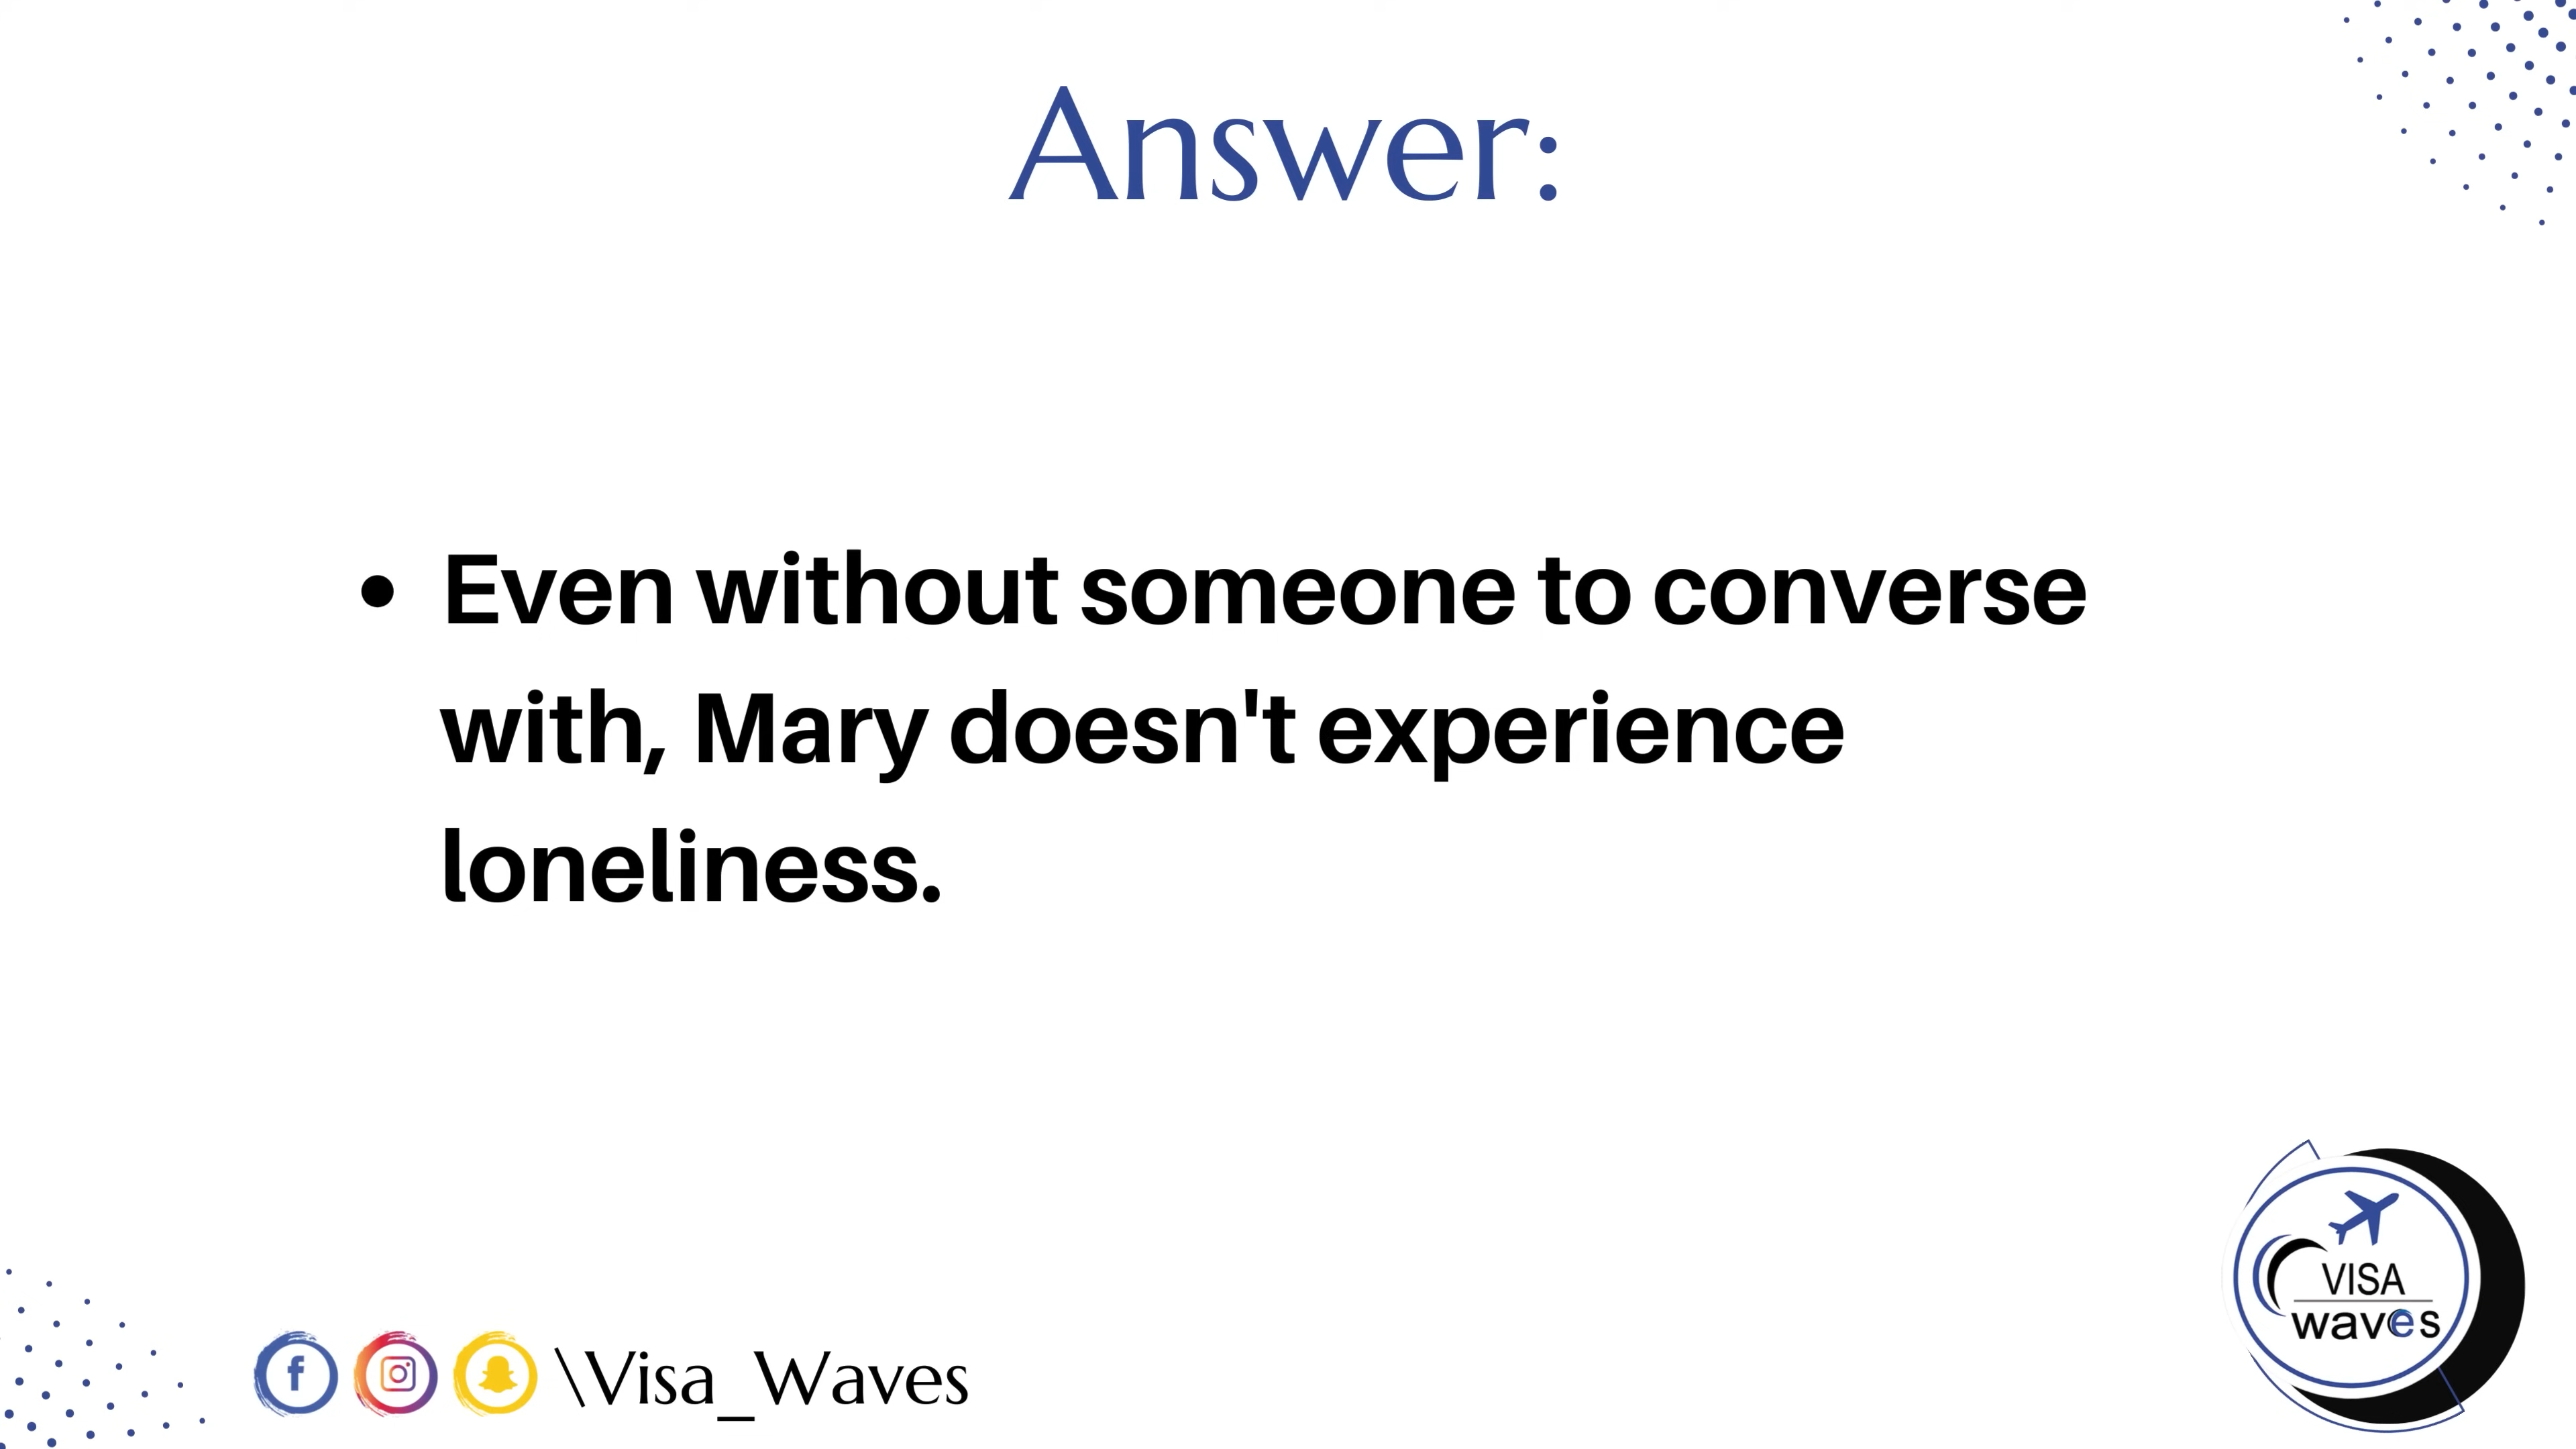 Answer:
• Even without someone to converse
with, Mary doesn't experience
loneliness.
VISA
waves
\Visa_Waves